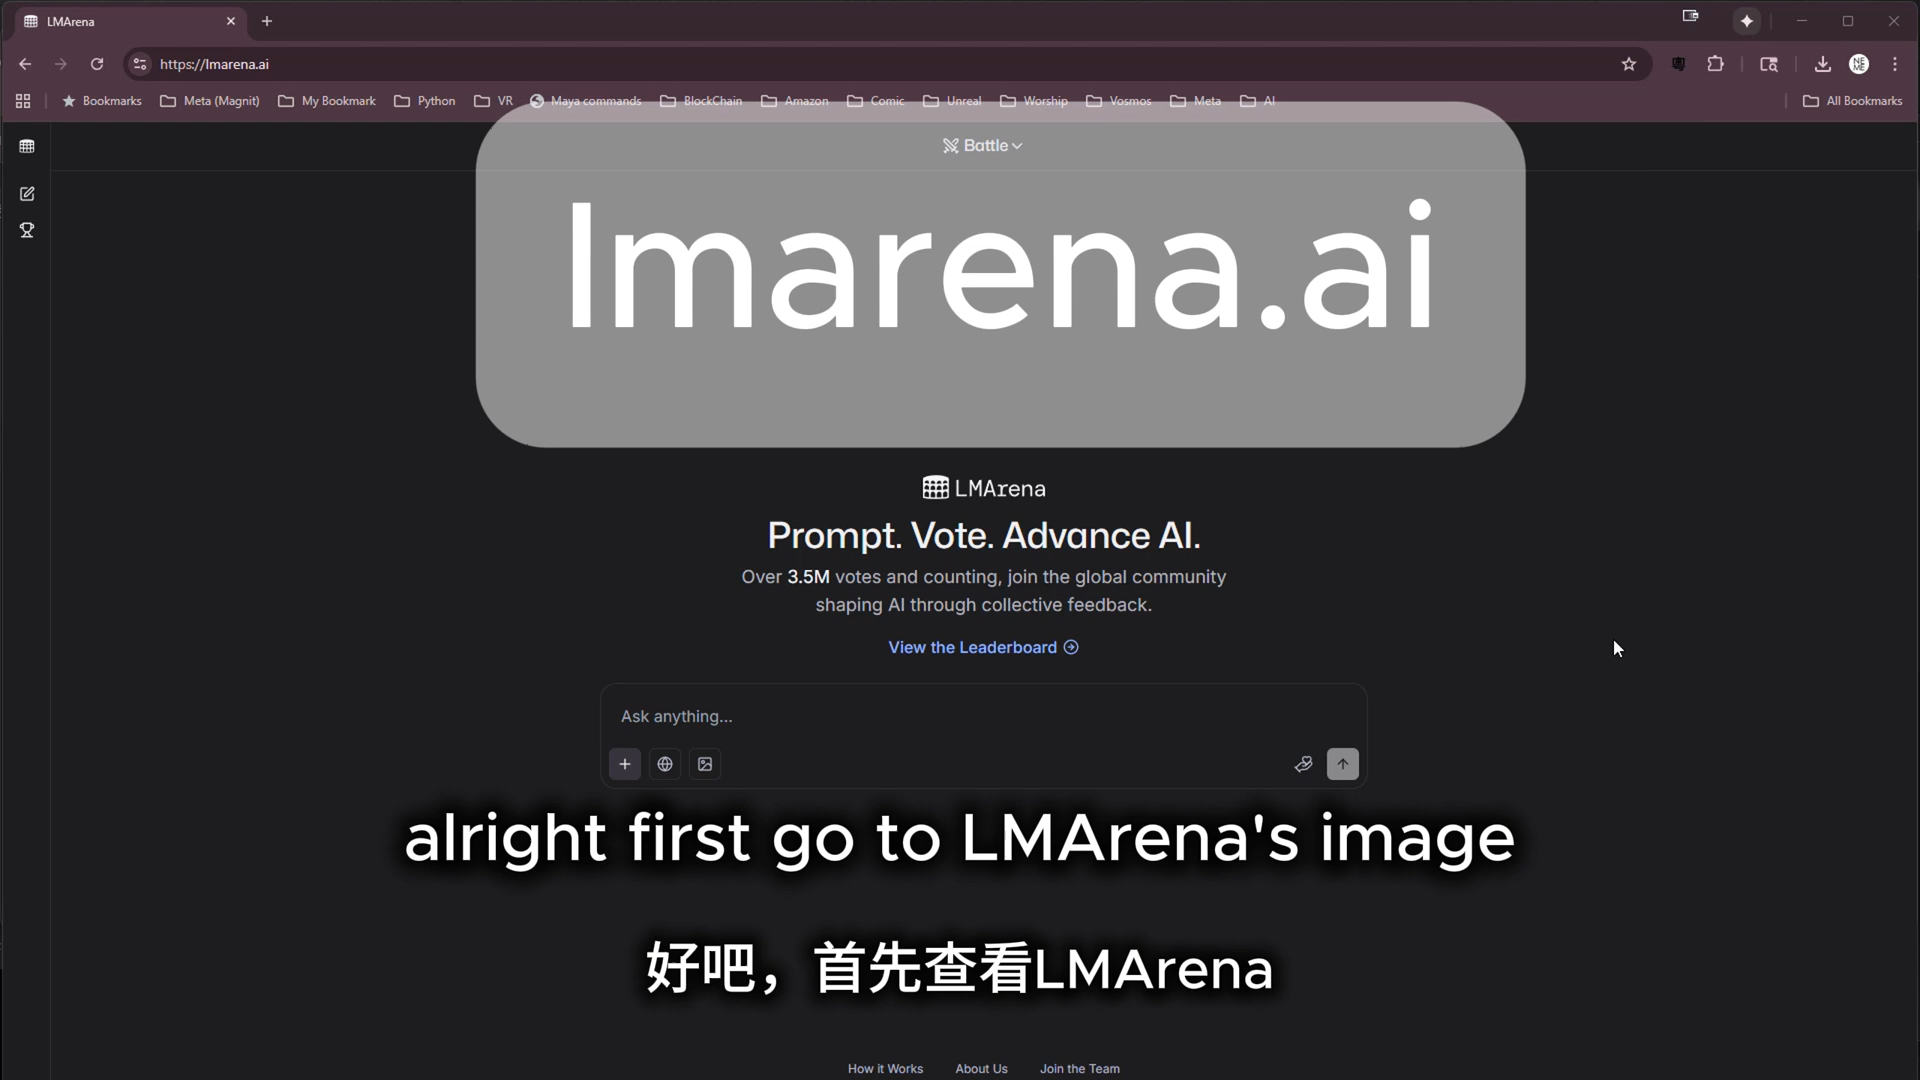 LMArena
https://lmarena.ai
Bookmarks
Meta (Magnit)
My Bookmark
Python
VR
Maya commands
BlockChain
Amazon
Comic
Unreal
Worship
Vosmos
Meta
AI
All Bookmarks
Battle
lmarena.ai
LMArena
Prompt. Vote. Advance AI.
Over 3.5M votes and counting, join the global community
shaping AI through collective feedback.
View the Leaderboard
Ask anything...
alright first go to LMArena's image
好吧，首先查看LMArena
How it Works
About Us
Join the Team